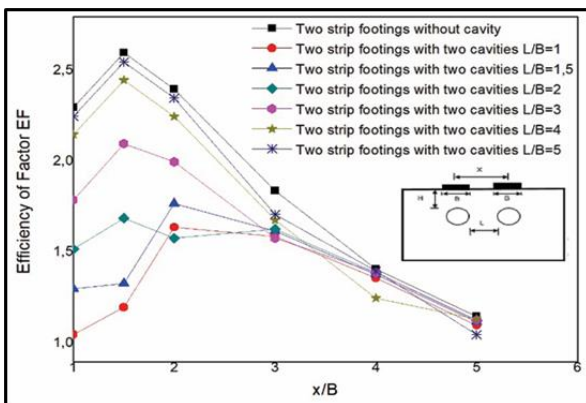 Two strip footings without cavity
Two strip footings with two cavities L/B=1
Two strip footings with two cavities L/B=1,5
Two strip footings with two cavities L/B=2
Two strip footings with two cavities L/B=3
Two strip footings with two cavities L/B=4
Two strip footings with two cavities L/B=5
Efficiency of Factor EF
2,5
2,0
1,5
1,0
X
H
B
L
1 2 3 4 5 6
x/B